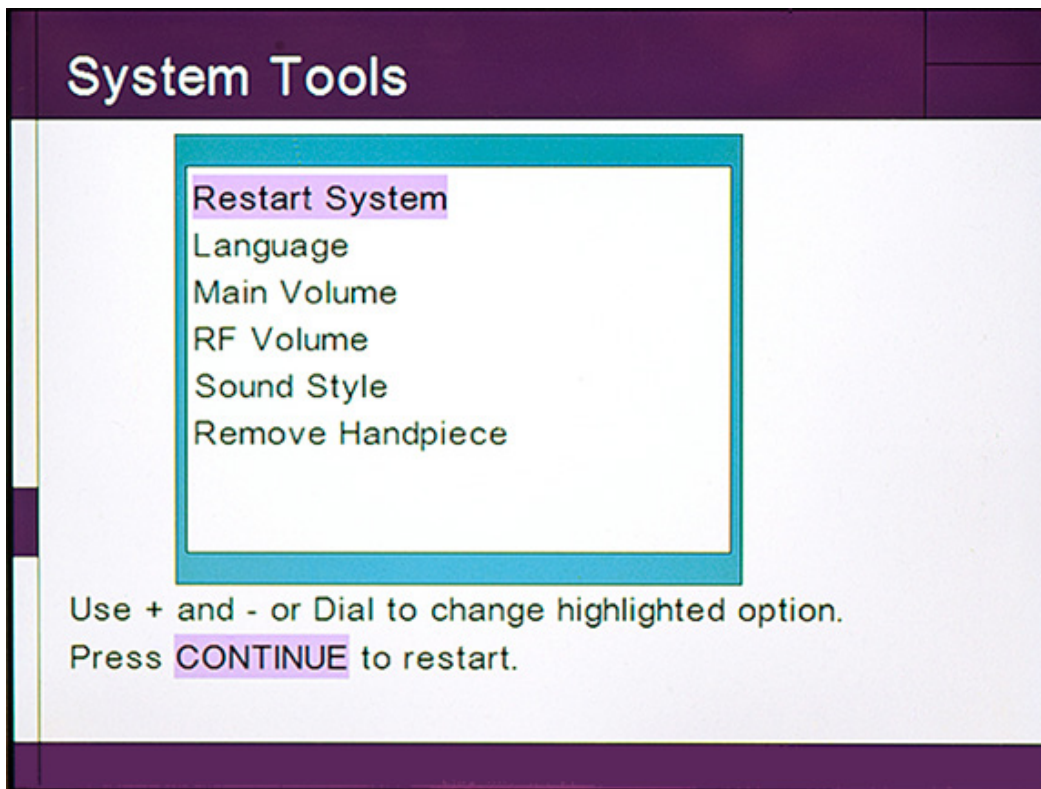 System Tools
Restart System
Language
Main Volume
RF Volume
Sound Style
Remove Handpiece
Use + and - or Dial to change highlighted option.
Press CONTINUE to restart.